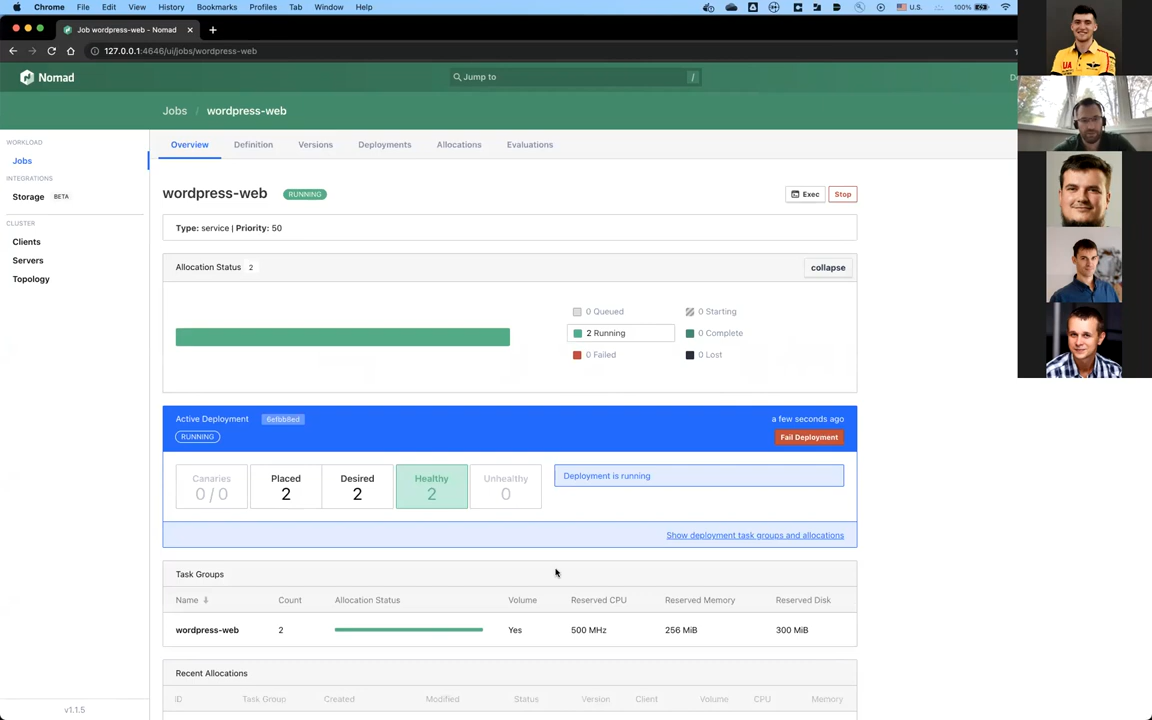 Chrome File Edit View History Bookmarks Profiles Tab Window Help U.S. 100%
Job wordpress-web - Nomad
127.0.0.1:4646/ui/jobs/wordpress-web
Nomad Jump to /
Jobs / wordpress-web
WORKLOAD
Jobs
INTEGRATIONS
Storage BETA
CLUSTER
Clients
Servers
Topology
v1.1.5
Overview Definition Versions Deployments Allocations Evaluations
wordpress-web RUNNING Exec Stop
Type: service | Priority: 50
Allocation Status 2 collapse
0 Queued 0 Starting
2 Running 0 Complete
0 Failed 0 Lost
Active Deployment 6efbb8ed a few seconds ago
RUNNING Fail Deployment
Canaries Placed Desired Healthy Unhealthy Deployment is running
0 / 0 2 2 2 0
Show deployment task groups and allocations
Task Groups
Name Count Allocation Status Volume Reserved CPU Reserved Memory Reserved Disk
wordpress-web 2 Yes 500 MHz 256 MiB 300 MiB
Recent Allocations
ID Task Group Created Modified Status Version Client Volume CPU Memory